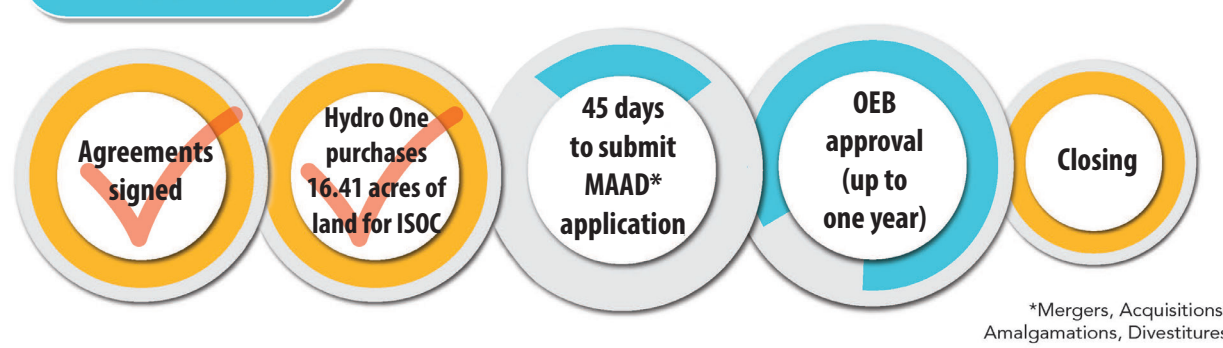 Agreements
signed
Hydro One
purchases
16.41 acres of
land for ISOC
45 days
to submit
MAAD*
application
OEB
approval
(up to
one year)
Closing
*Mergers, Acquisitions
Amalgamations, Divestitures